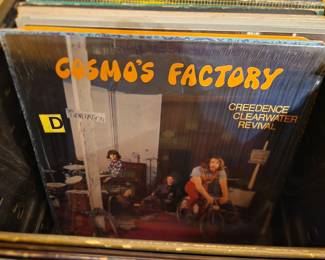 COSMO'S FACTORY
CREEDENCE
CLEARWATER
REVIVAL
D